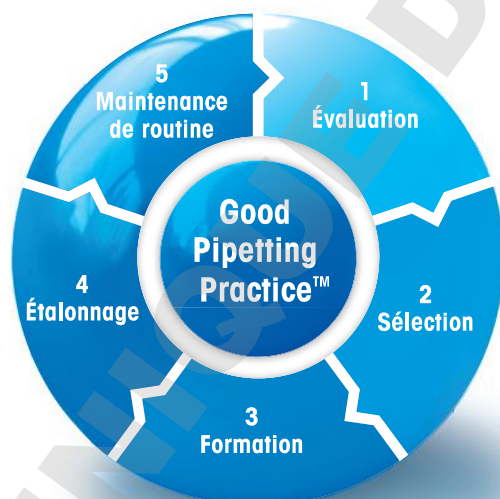 Good
Pipetting
Practice™
1
Évaluation
2
Sélection
3
Formation
4
Étalonnage
5
Maintenance
de routine